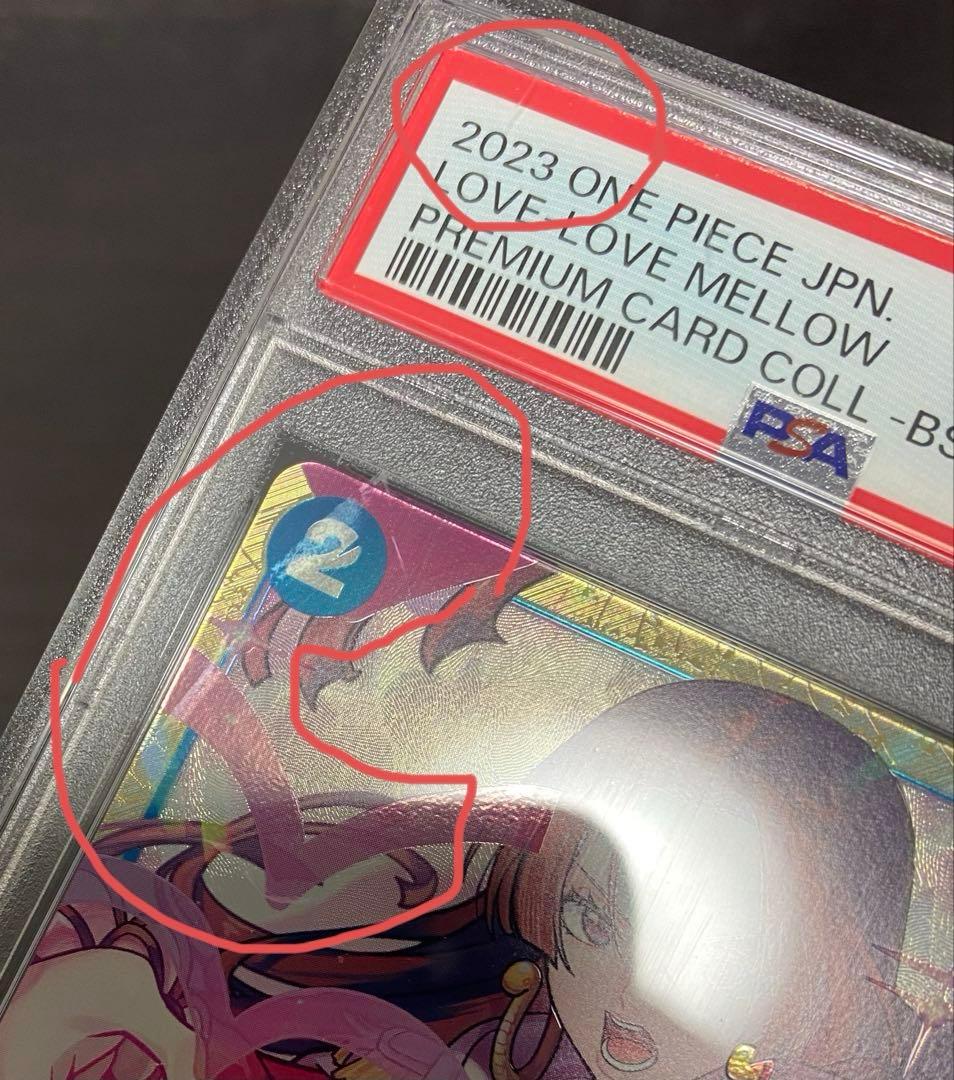 2023 ONE PIECE JPN.
LOVE-LOVE MELLOW
PREMIUM CARD COLL -BS
PSA
2